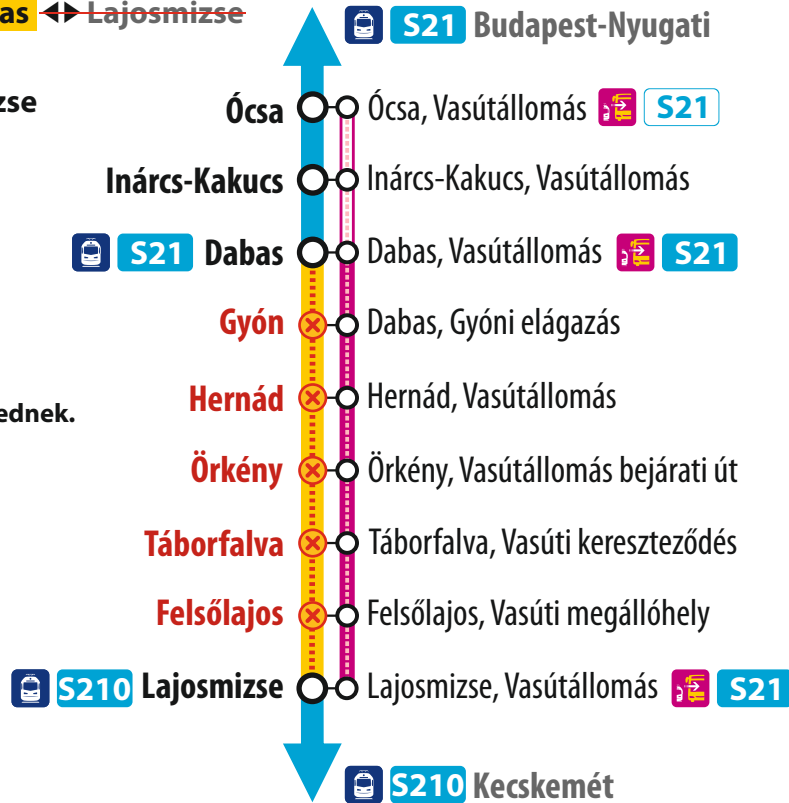 as Lajosmizse
S21 Budapest-Nyugati
zse
Ócsa Ócsa, Vasútállomás S21
Inárcs-Kakucs Inárcs-Kakucs, Vasútállomás
S21 Dabas Dabas, Vasútállomás S21
Gyón Dabas, Gyóni elágazás
Hernád Hernád, Vasútállomás
ednek.
Örkény Örkény, Vasútállomás bejárati út
Táborfalva Táborfalva, Vasúti kereszteződés
Felsőlajos Felsőlajos, Vasúti megállóhely
S210 Lajosmizse Lajosmizse, Vasútállomás S21
S210 Kecskemét